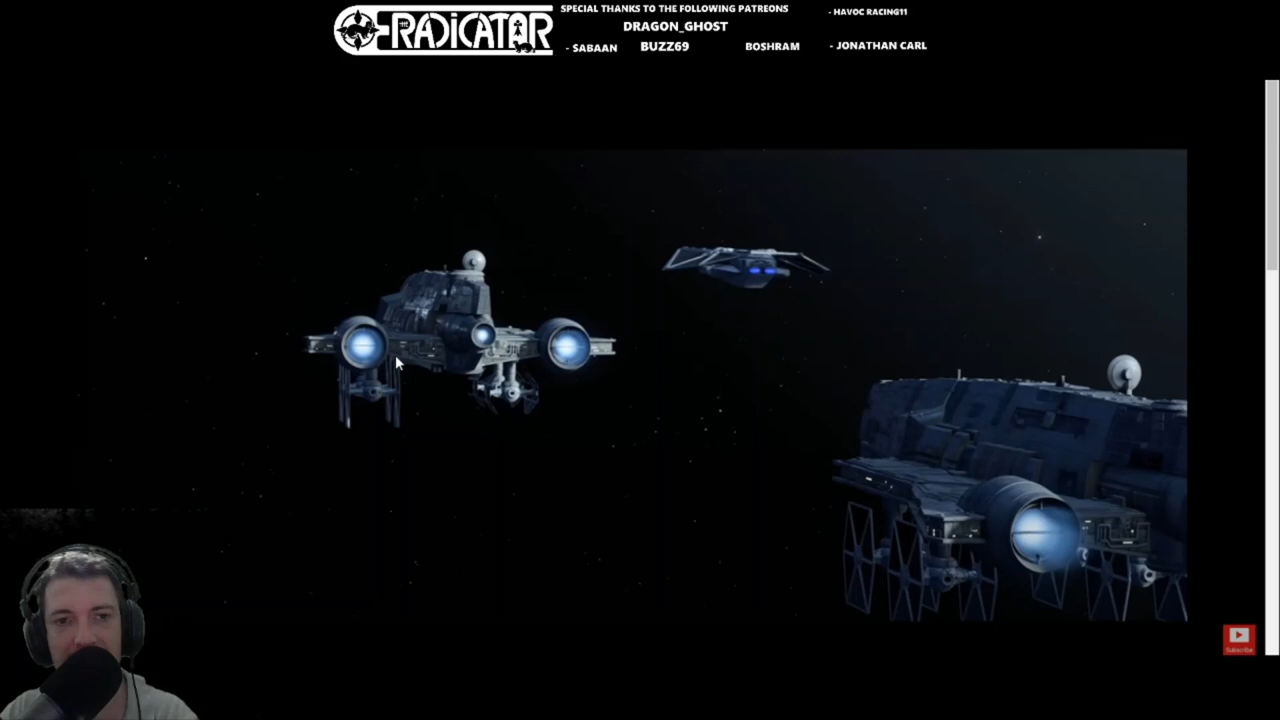 ERADICATOR
SPECIAL THANKS TO THE FOLLOWING PATREONS
DRAGON_GHOST
- SABAAN
BUZZ69
BOSHRAM
- HAVOC RACING11
- JONATHAN CARL
Subscribe